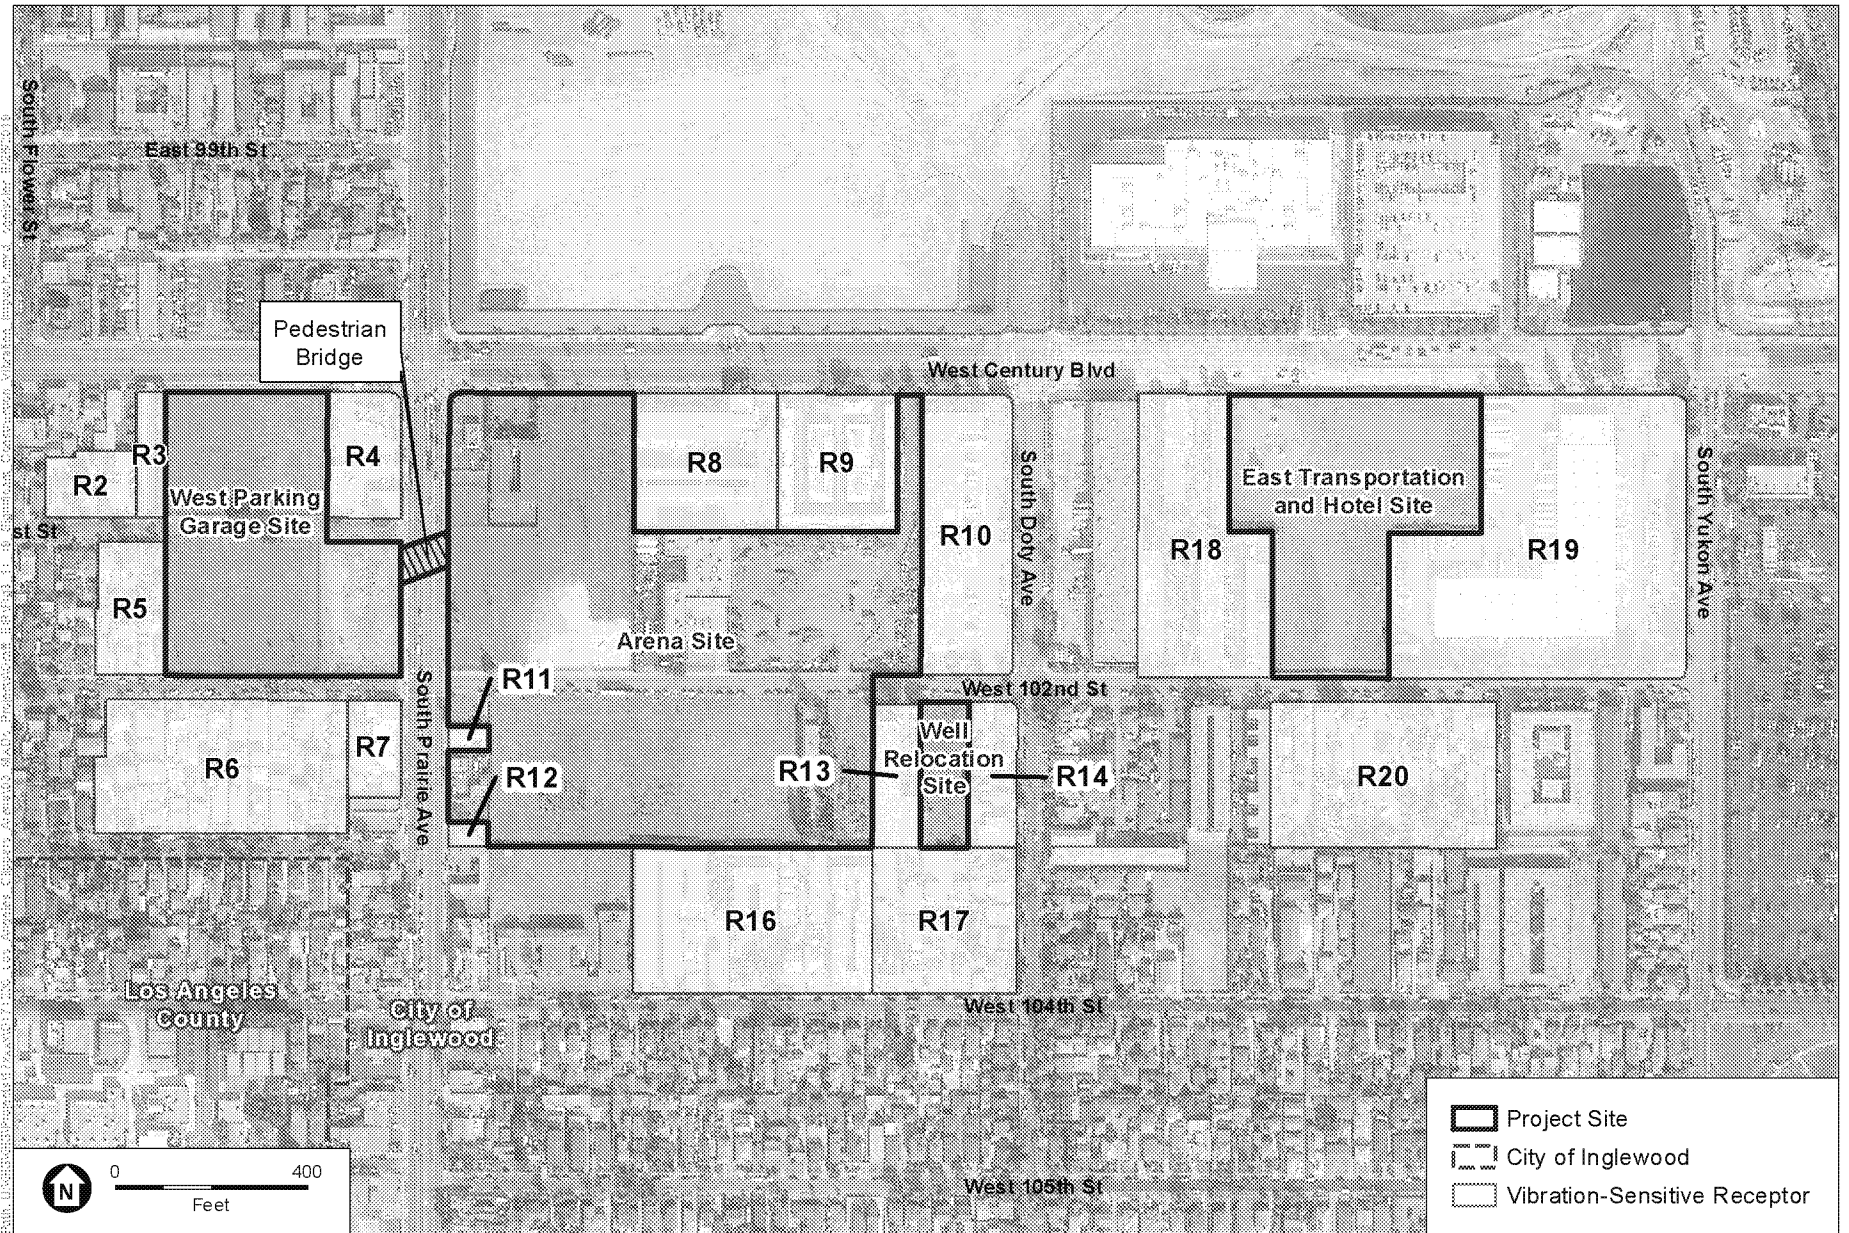 South Flower St
East 99th St
Pedestrian
Bridge
West Century Blvd
R3
R4
R2
West Parking
Garage Site
R8
R9
R10
South Doty Ave
East Transportation
and Hotel Site
R18
R19
South Yukon Ave
st St
R5
Arena Site
R11
South Prairie Ave
West 102nd St
R6
R7
R12
R13
Well
Relocation
Site
R14
R20
R16
R17
Los Angeles
County
City of
Inglewood
West 104th St
West 105th St
N
0 400
Feet
Project Site
City of Inglewood
Vibration-Sensitive Receptor